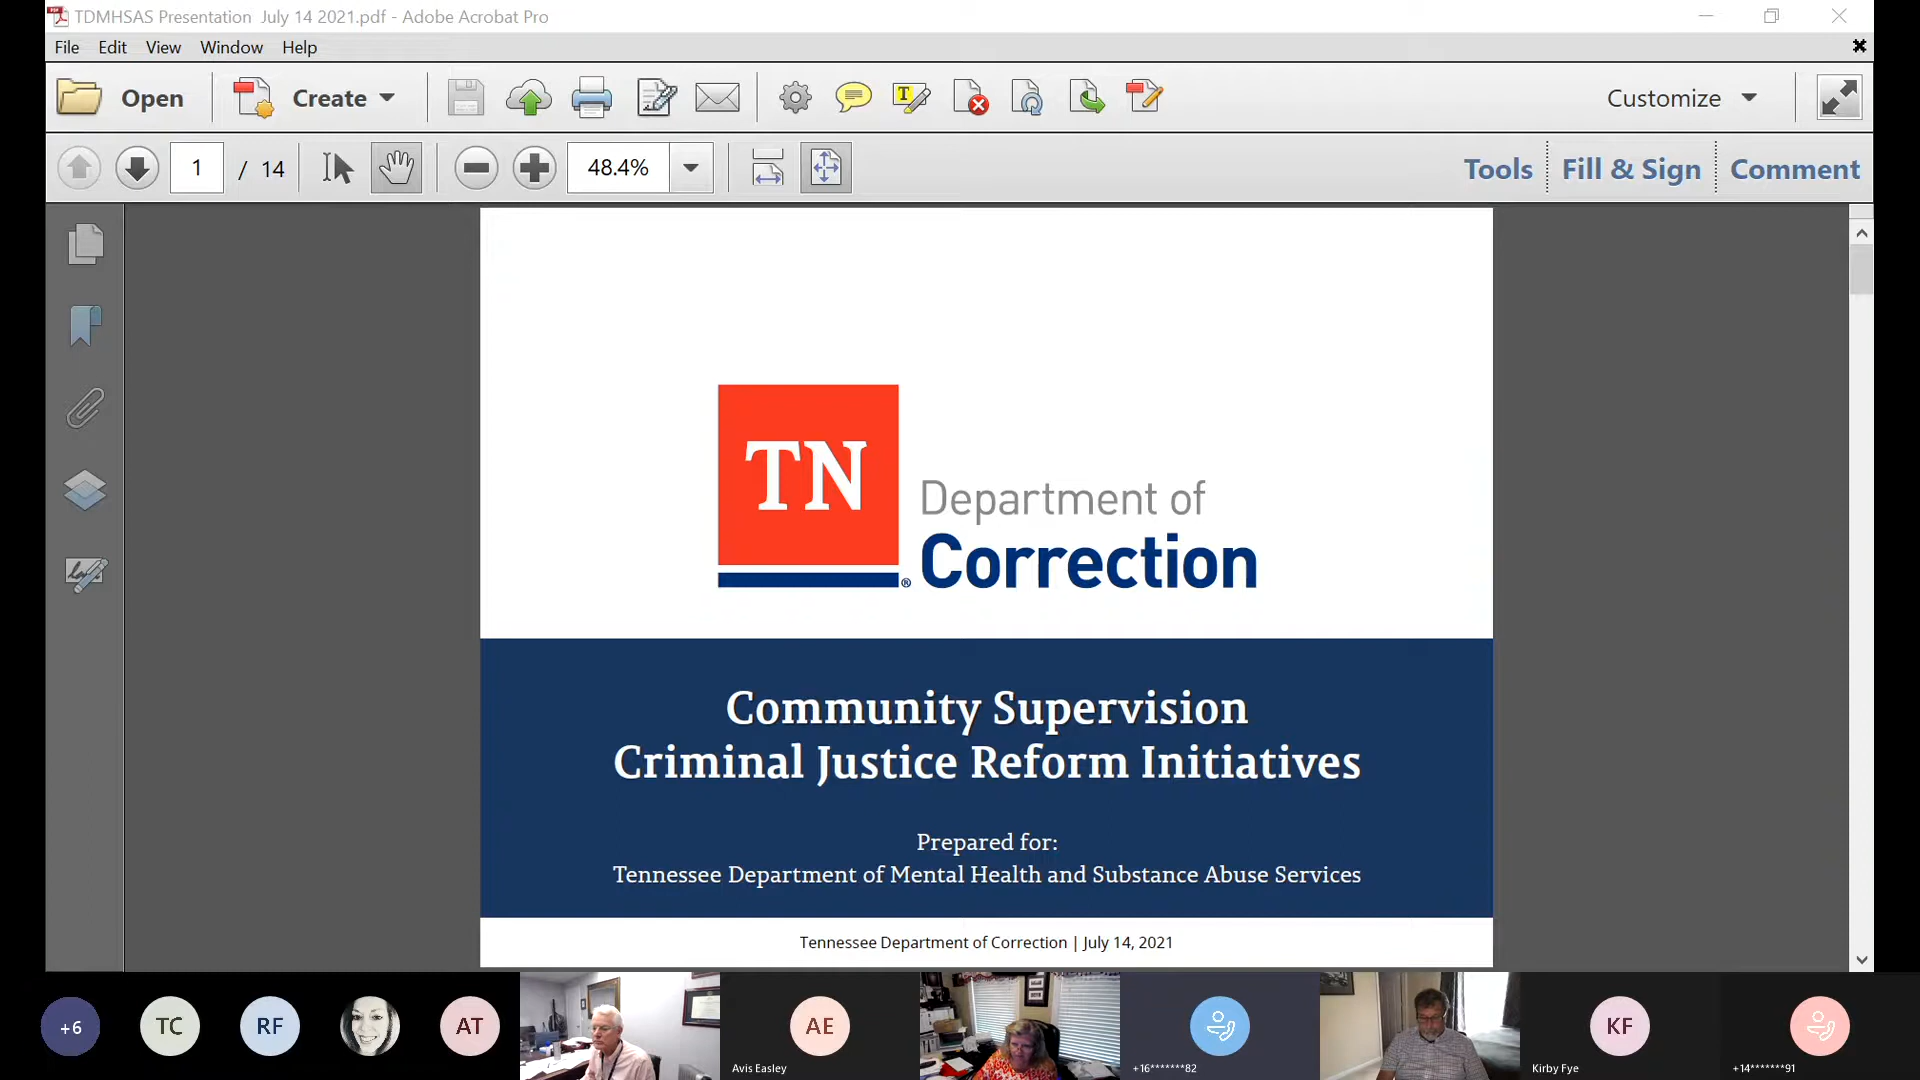 TDMHSAS Presentation  July 14 2021.pdf - Adobe Acrobat Pro
File Edit View Window Help
Open Create Customize
1 / 14 48.4% Tools Fill & Sign Comment
TN
Department of
Correction
®
Community Supervision
Criminal Justice Reform Initiatives
Prepared for:
Tennessee Department of Mental Health and Substance Abuse Services
Tennessee Department of Correction | July 14, 2021
+6 TC RF AT AE KF
Avis Easley +16*******82 Kirby Fye +14*******91